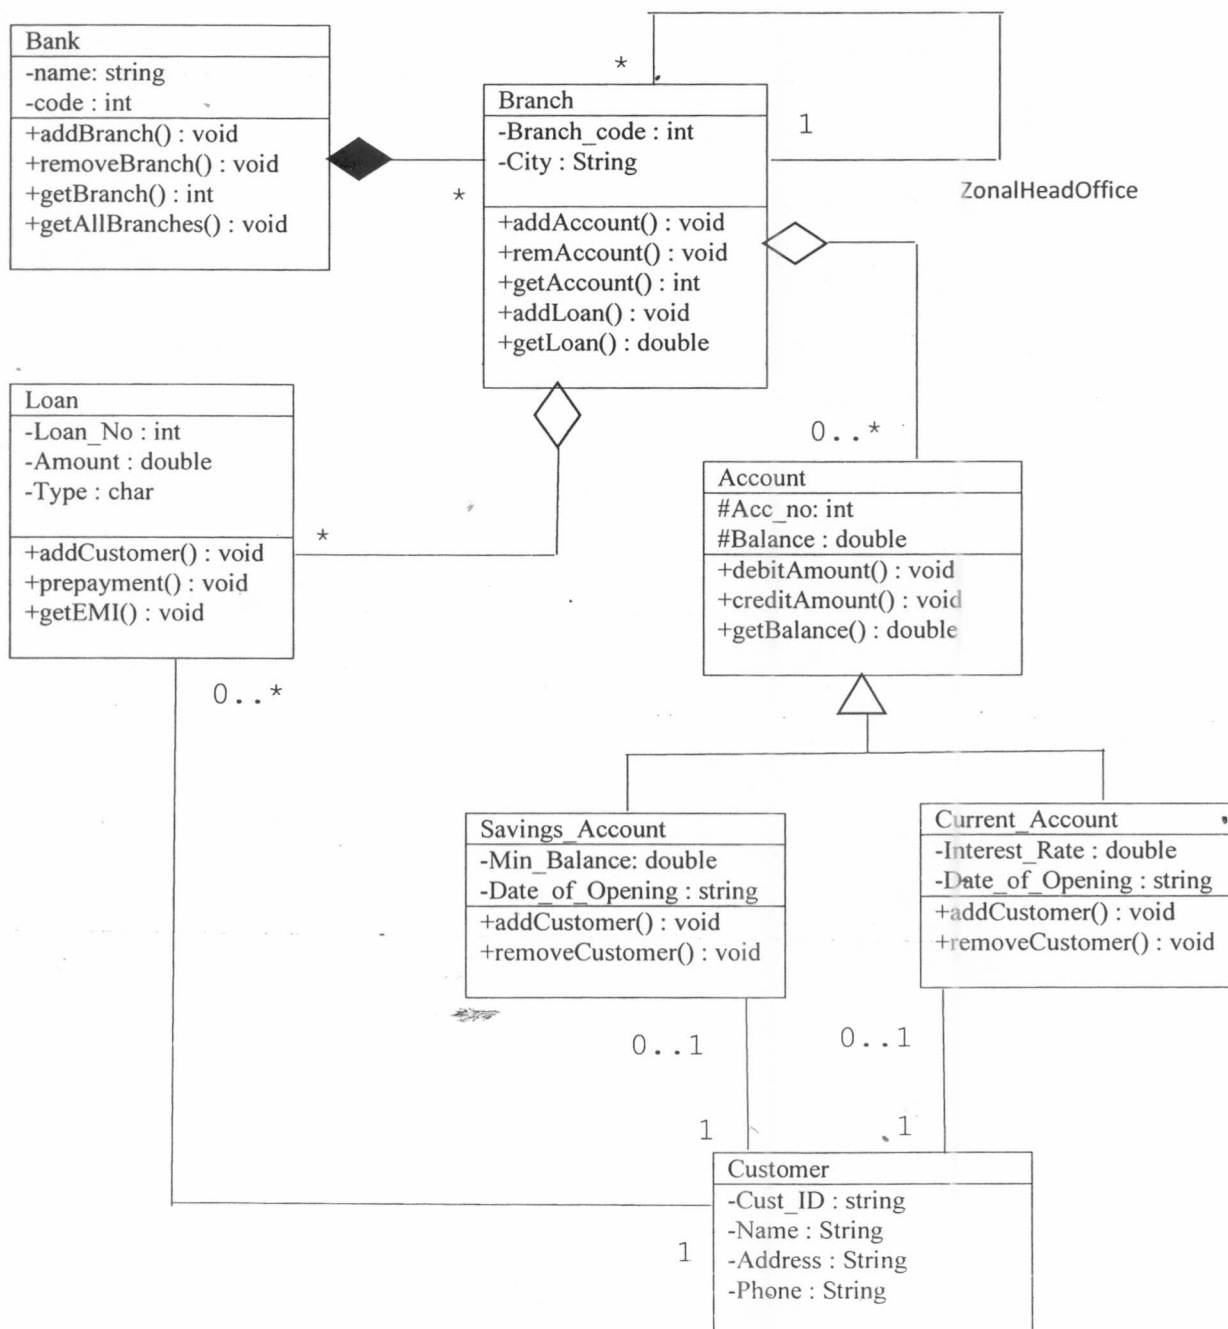 Bank
-name: string
-code : int
+addBranch() : void
+removeBranch() : void
+getBranch() : int
+getAllBranches() : void
*
Branch
-Branch_code : int
-City : String
+addAccount() : void
+remAccount() : void
+getAccount() : int
+addLoan() : void
+getLoan() : double
*
1
ZonalHeadOffice
Loan
-Loan_No : int
-Amount : double
-Type : char
+addCustomer() : void
+prepayment() : void
+getEMI() : void
*
0..*
0..*
Account
#Acc_no: int
#Balance : double
+debitAmount() : void
+creditAmount() : void
+getBalance() : double
Savings_Account
-Min_Balance: double
-Date_of_Opening : string
+addCustomer() : void
+removeCustomer() : void
Current_Account
-Interest_Rate : double
-Date_of_Opening : string
+addCustomer() : void
+removeCustomer() : void
0..1
0..1
1
1
Customer
-Cust_ID : string
-Name : String
-Address : String
-Phone : String
1